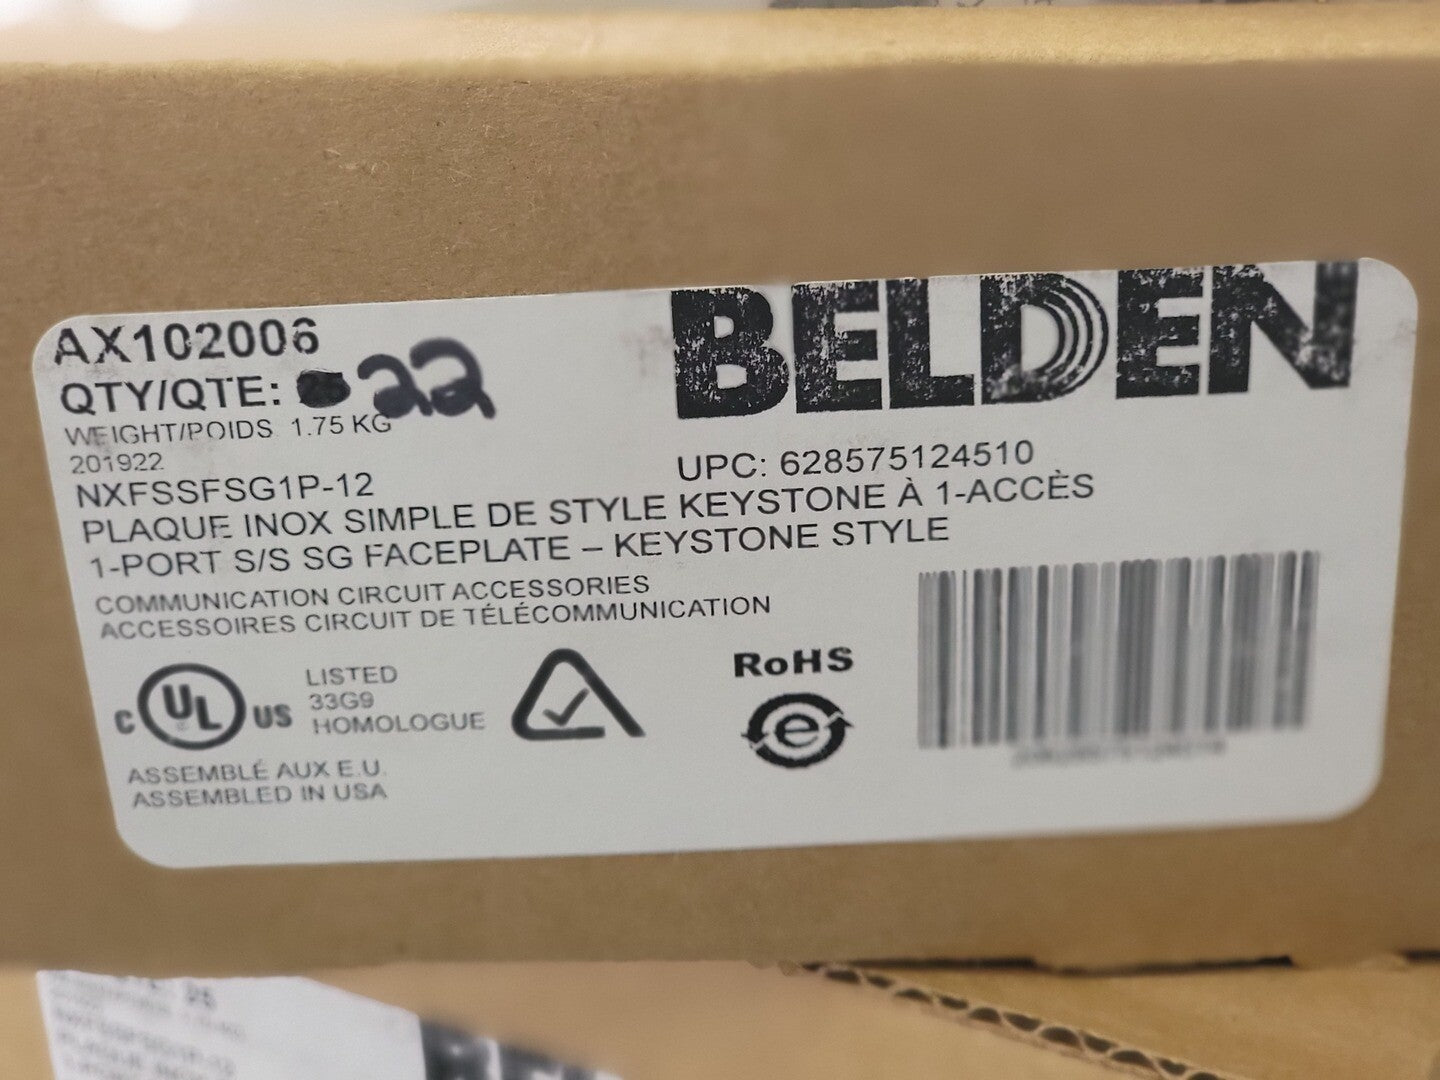 AX102006
BELDEN
QTY/QTE: 22
WEIGHT/POIDS 1.75 KG
201922
NXFSSFSG1P-12
UPC: 628575124510
PLAQUE INOX SIMPLE DE STYLE KEYSTONE À 1-ACCÈS
1-PORT S/S SG FACEPLATE – KEYSTONE STYLE
COMMUNICATION CIRCUIT ACCESSORIES
ACCESSOIRES CIRCUIT DE TÉLÉCOMMUNICATION
C UL US
LISTED
33G9
HOMOLOGUE
RoHS
e
ASSEMBLÉ AUX E.U.
ASSEMBLED IN USA